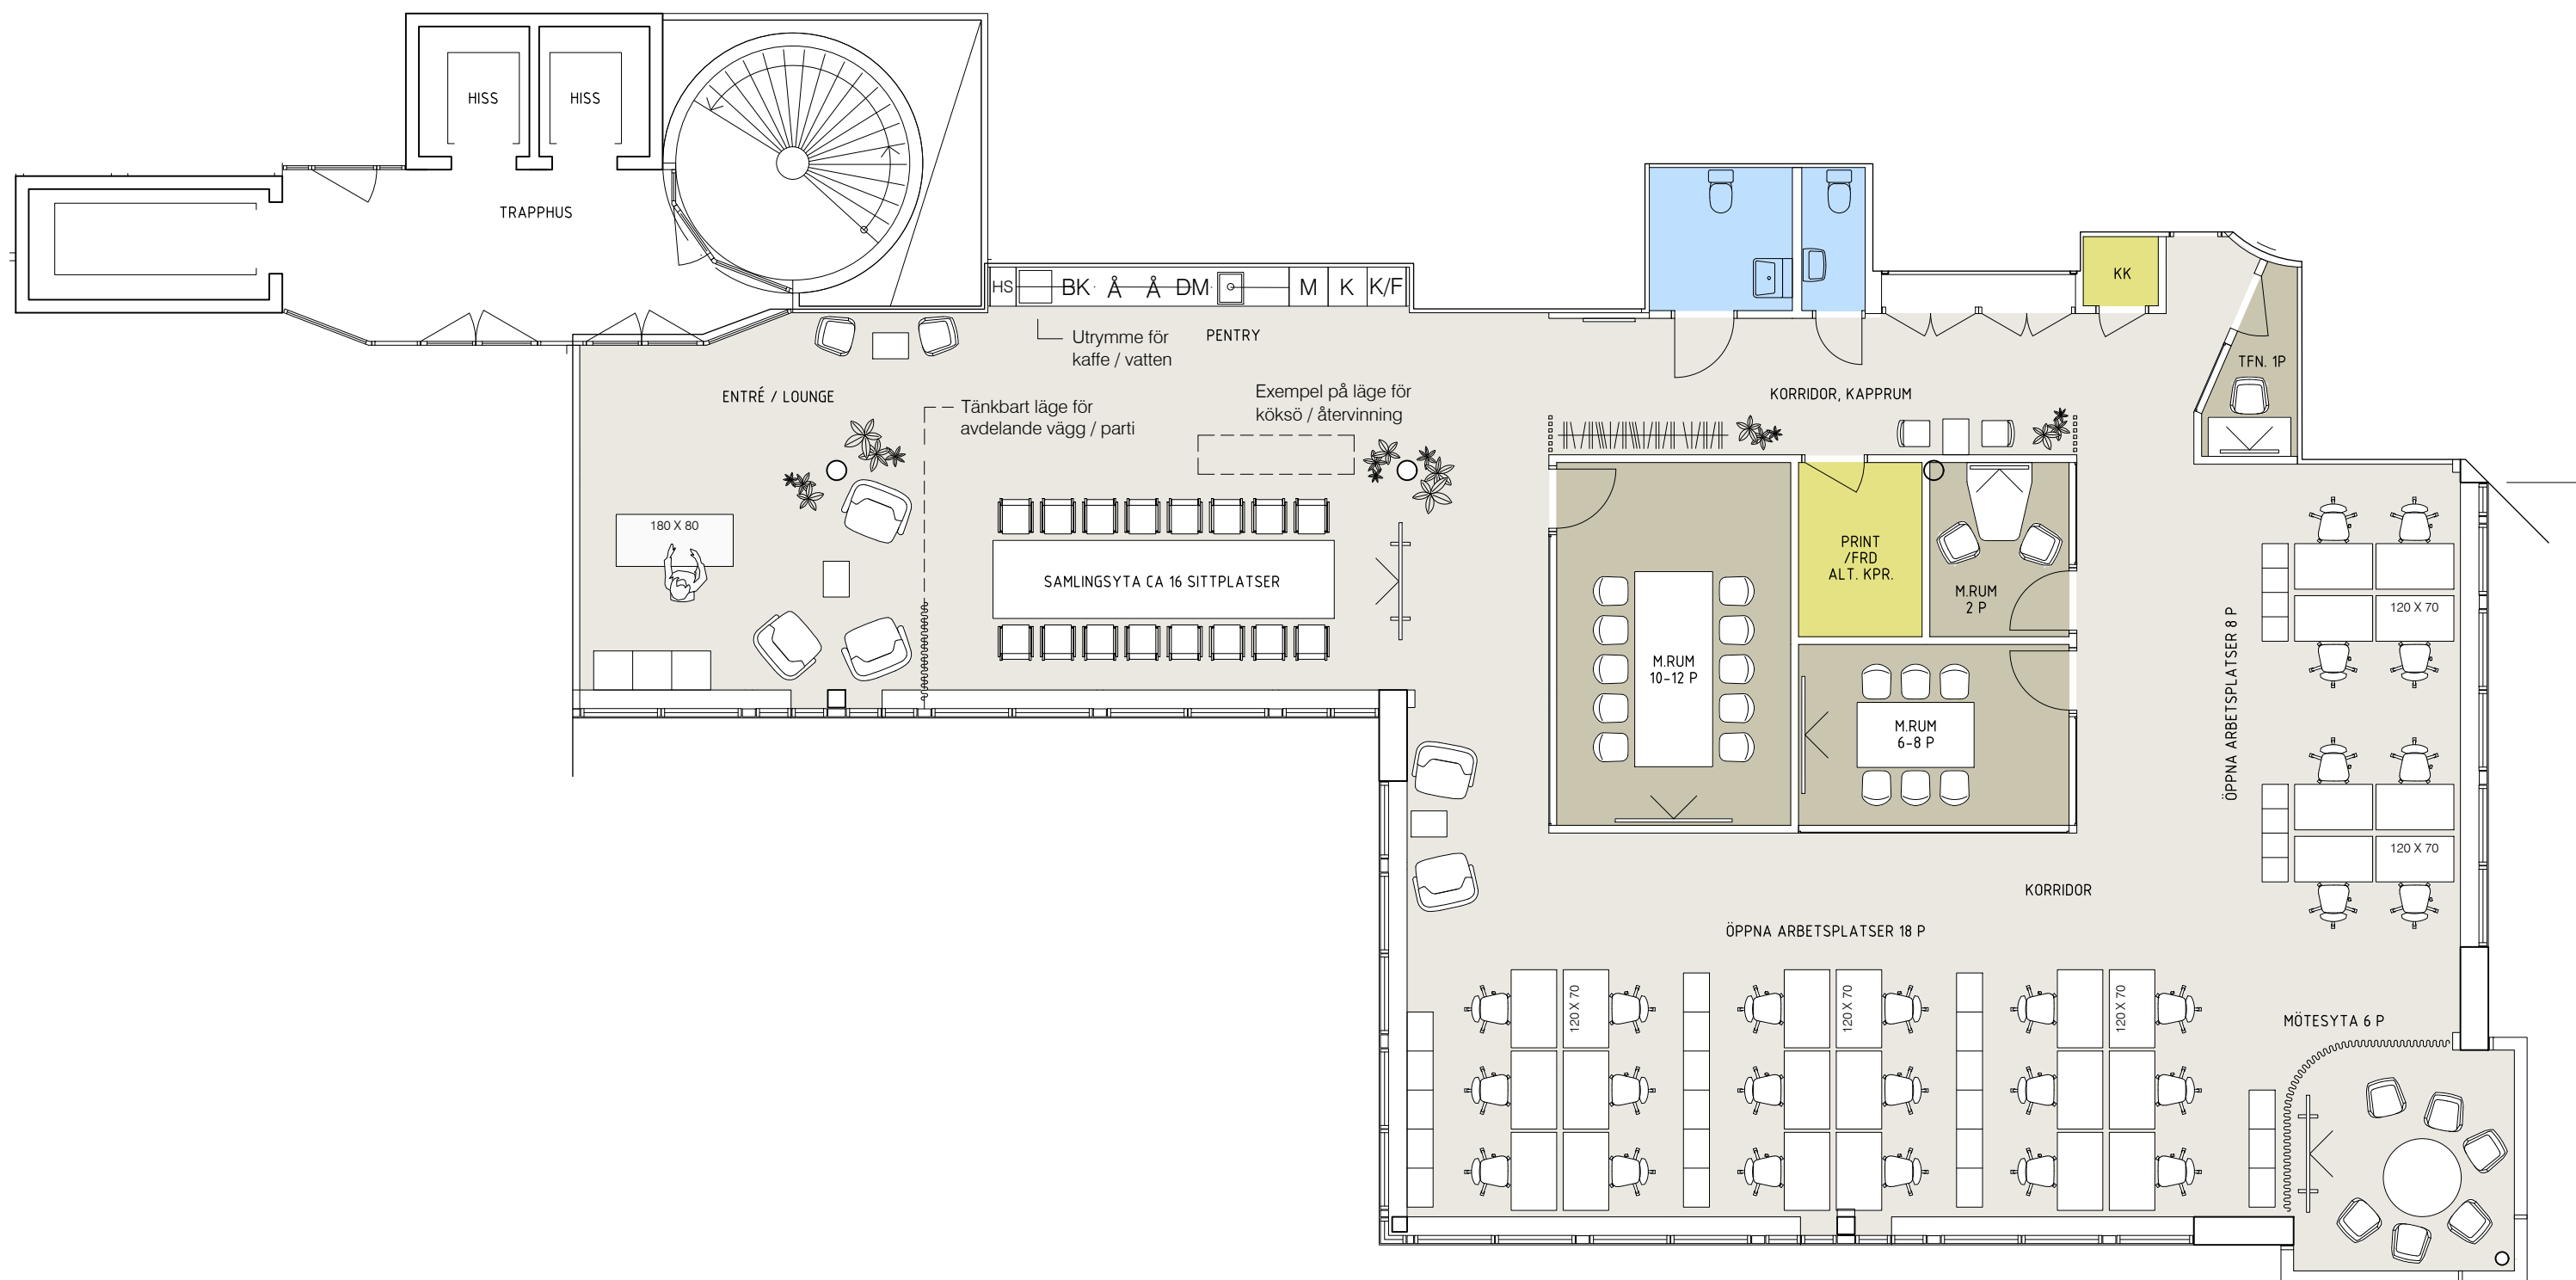 HISS
HISS
TRAPPHUS
HS
BK
Å
Å
DM
M
K
K/F
Utrymme för
kaffe / vatten
PENTRY
ENTRÉ / LOUNGE
Tänkbart läge för
avdelande vägg / parti
Exempel på läge för
köksö / återvinning
KORRIDOR, KAPPRUM
KK
TFN. 1P
180 X 80
SAMLINGSYTA CA 16 SITTPLATSER
PRINT
/FRD
ALT. KPR.
M.RUM
2 P
M.RUM
10-12 P
M.RUM
6-8 P
ÖPPNA ARBETSPLATSER 8 P
120 X 70
120 X 70
KORRIDOR
ÖPPNA ARBETSPLATSER 18 P
120 X 70
120 X 70
120 X 70
MÖTESYTA 6 P